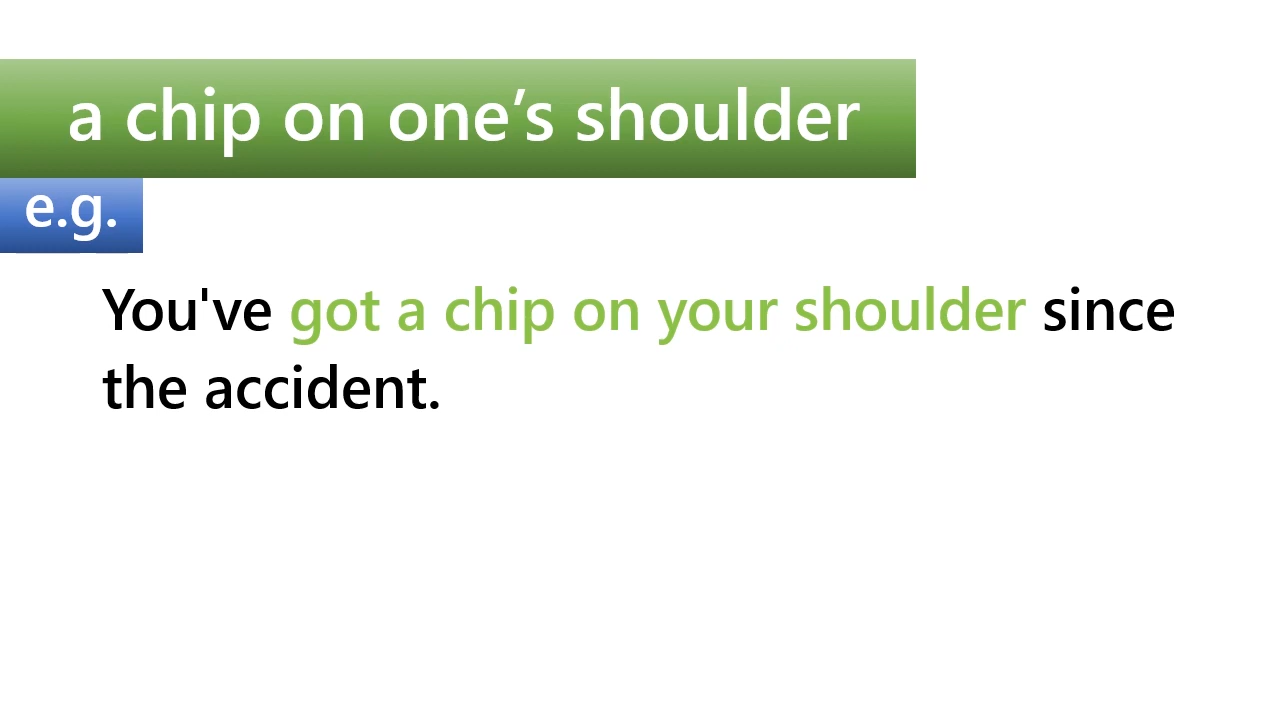 a chip on one’s shoulder
e.g.
You've got a chip on your shoulder since
the accident.